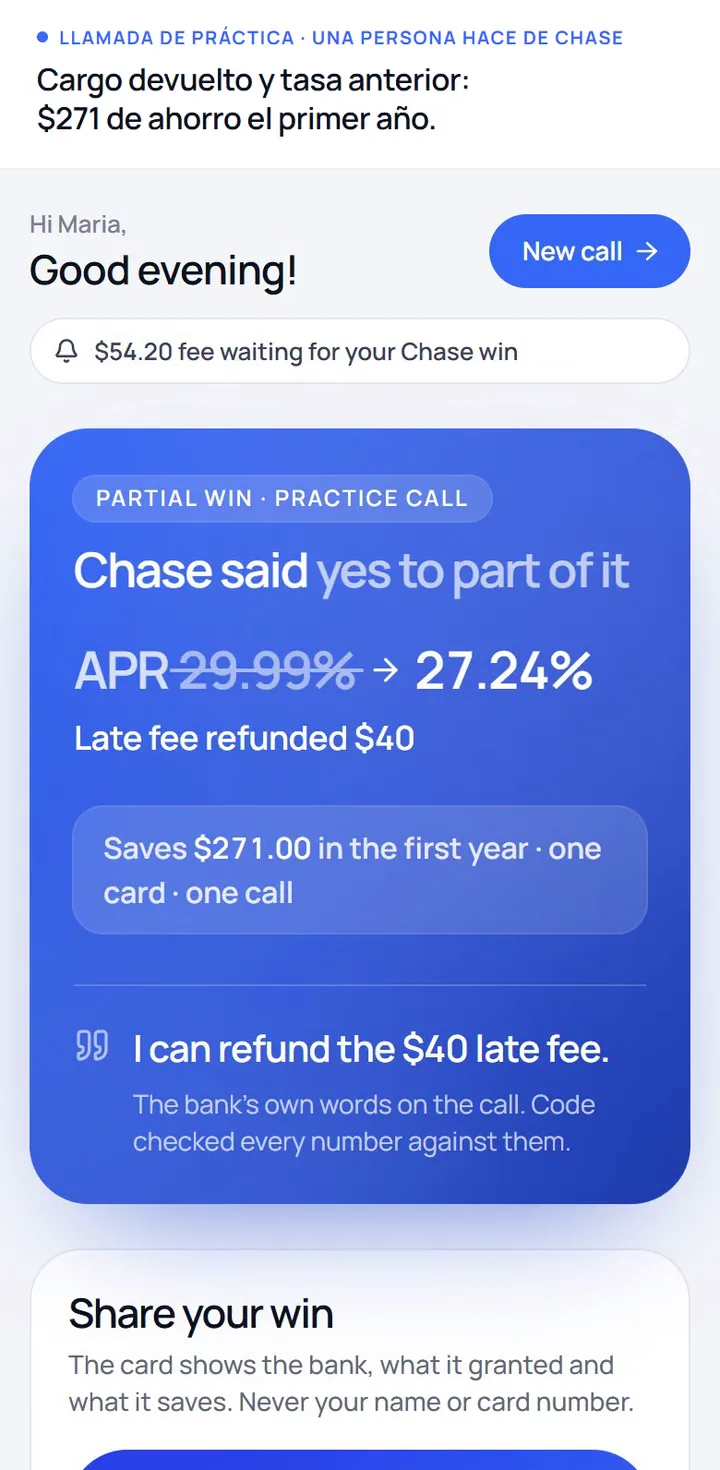 LLAMADA DE PRÁCTICA · UNA PERSONA HACE DE CHASE
Cargo devuelto y tasa anterior:
$271 de ahorro el primer año.
Hi Maria,
Good evening!
New call →
$54.20 fee waiting for your Chase win
PARTIAL WIN · PRACTICE CALL
Chase said yes to part of it
APR 29.99% → 27.24%
Late fee refunded $40
Saves $271.00 in the first year · one
card · one call
I can refund the $40 late fee.
The bank's own words on the call. Code
checked every number against them.
Share your win
The card shows the bank, what it granted and
what it saves. Never your name or card number.